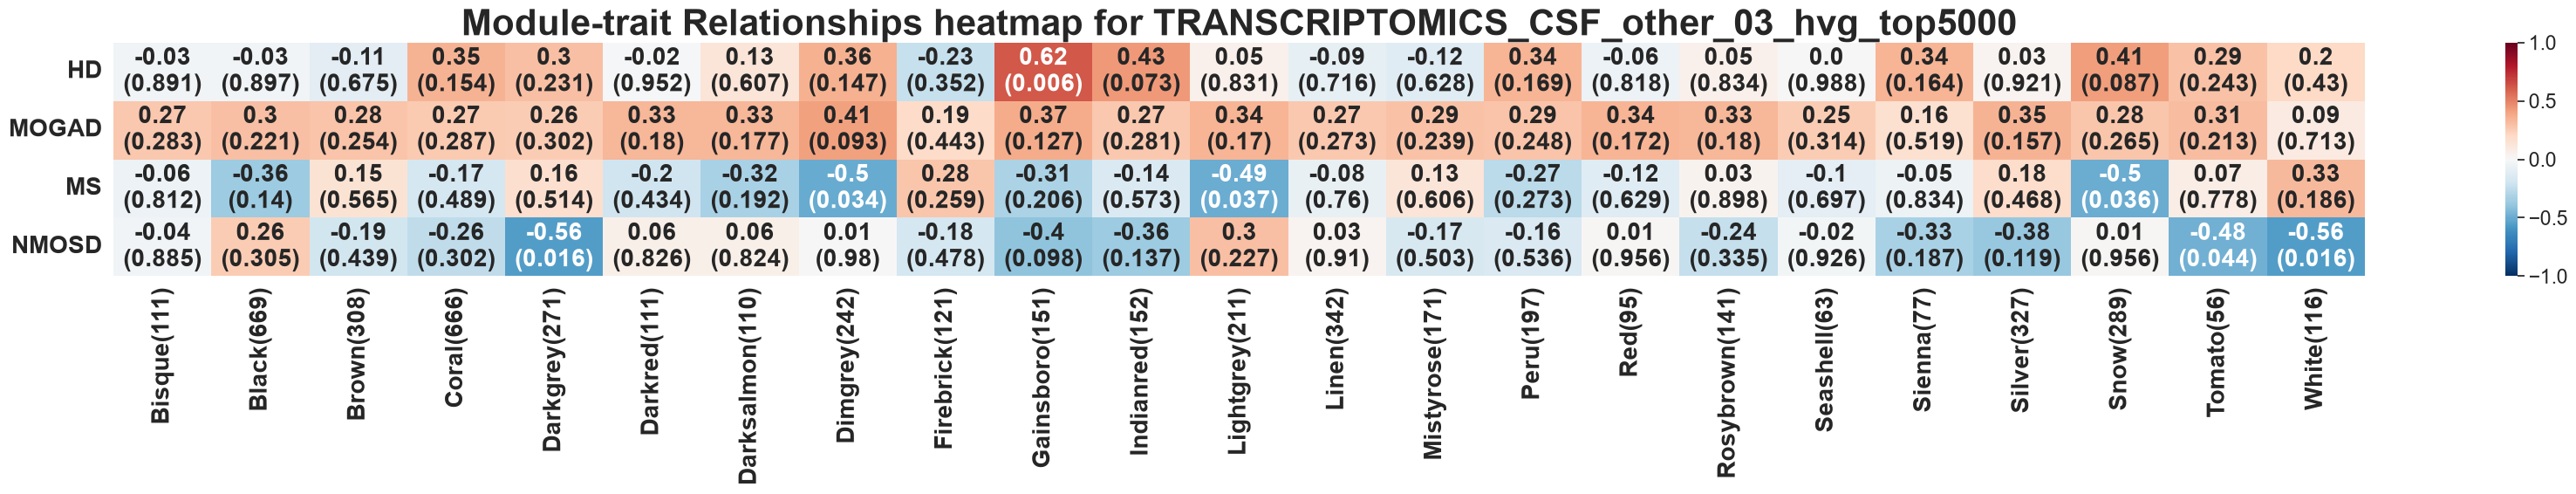 Module-trait Relationships heatmap for TRANSCRIPTOMICS_CSF_other_03_hvg_top5000
HD
-0.03 -0.03 -0.11 0.35 0.3 -0.02 0.13 0.36 -0.23 0.62 0.43 0.05 -0.09 -0.12 0.34 -0.06 0.05 0.0 0.34 0.03 0.41 0.29 0.2
(0.891) (0.897) (0.675) (0.154) (0.231) (0.952) (0.607) (0.147) (0.352) (0.006) (0.073) (0.831) (0.716) (0.628) (0.169) (0.818) (0.834) (0.988) (0.164) (0.921) (0.087) (0.243) (0.43)
MOGAD
0.27 0.3 0.28 0.27 0.26 0.33 0.33 0.41 0.19 0.37 0.27 0.34 0.27 0.29 0.29 0.34 0.33 0.25 0.16 0.35 0.28 0.31 0.09
(0.283) (0.221) (0.254) (0.287) (0.302) (0.18) (0.177) (0.093) (0.443) (0.127) (0.281) (0.17) (0.273) (0.239) (0.248) (0.172) (0.18) (0.314) (0.519) (0.157) (0.265) (0.213) (0.713)
MS
-0.06 -0.36 0.15 -0.17 0.16 -0.2 -0.32 -0.5 0.28 -0.31 -0.14 -0.49 -0.08 0.13 -0.27 -0.12 0.03 -0.1 -0.05 0.18 -0.5 0.07 0.33
(0.812) (0.14) (0.565) (0.489) (0.514) (0.434) (0.192) (0.034) (0.259) (0.206) (0.573) (0.037) (0.76) (0.606) (0.273) (0.629) (0.898) (0.697) (0.834) (0.468) (0.036) (0.778) (0.186)
NMOSD
-0.04 0.26 -0.19 -0.26 -0.56 0.06 0.06 0.01 -0.18 -0.4 -0.36 0.3 0.03 -0.17 -0.16 0.01 -0.24 -0.02 -0.33 -0.38 0.01 -0.48 -0.56
(0.885) (0.305) (0.439) (0.302) (0.016) (0.826) (0.824) (0.98) (0.478) (0.098) (0.137) (0.227) (0.91) (0.503) (0.536) (0.956) (0.335) (0.926) (0.187) (0.119) (0.956) (0.044) (0.016)
Bisque(111)
Black(669)
Brown(308)
Coral(666)
Darkgrey(271)
Darkred(111)
Darksalmon(110)
Dimgrey(242)
Firebrick(121)
Gainsboro(151)
Indianred(152)
Lightgrey(211)
Linen(342)
Mistyrose(171)
Peru(197)
Red(95)
Rosybrown(141)
Seashell(63)
Sienna(77)
Silver(327)
Snow(289)
Tomato(56)
White(116)
1.0
0.5
0.0
−0.5
−1.0